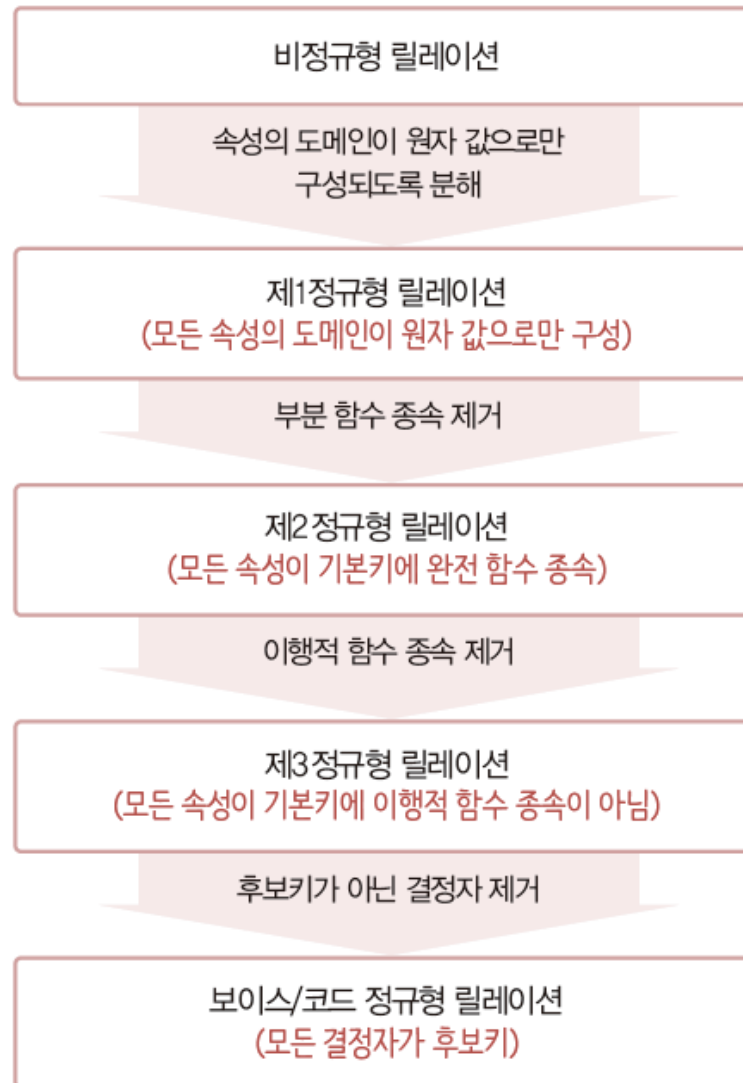 비정규형 릴레이션
속성의 도메인이 원자 값으로만
구성되도록 분해
제1정규형 릴레이션
(모든 속성의 도메인이 원자 값으로만 구성)
부분 함수 종속 제거
제2정규형 릴레이션
(모든 속성이 기본키에 완전 함수 종속)
이행적 함수 종속 제거
제3정규형 릴레이션
(모든 속성이 기본키에 이행적 함수 종속이 아님)
후보키가 아닌 결정자 제거
보이스/코드 정규형 릴레이션
(모든 결정자가 후보키)